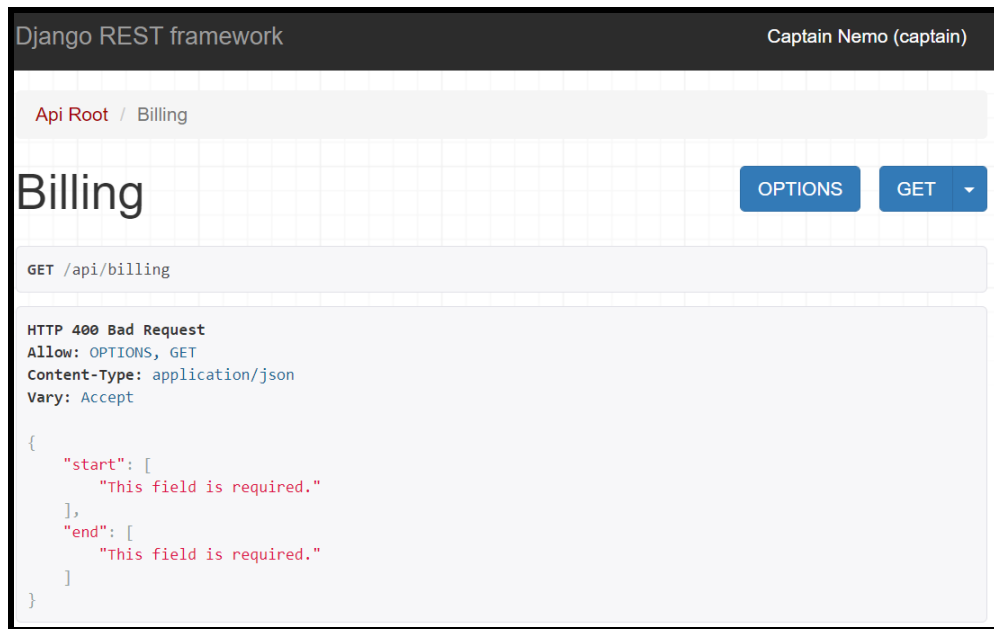 Django REST framework
Captain Nemo (captain)
Api Root / Billing
Billing
OPTIONS
GET
GET /api/billing
HTTP 400 Bad Request
Allow: OPTIONS, GET
Content-Type: application/json
Vary: Accept
{
    "start": [
        "This field is required."
    ],
    "end": [
        "This field is required."
    ]
}